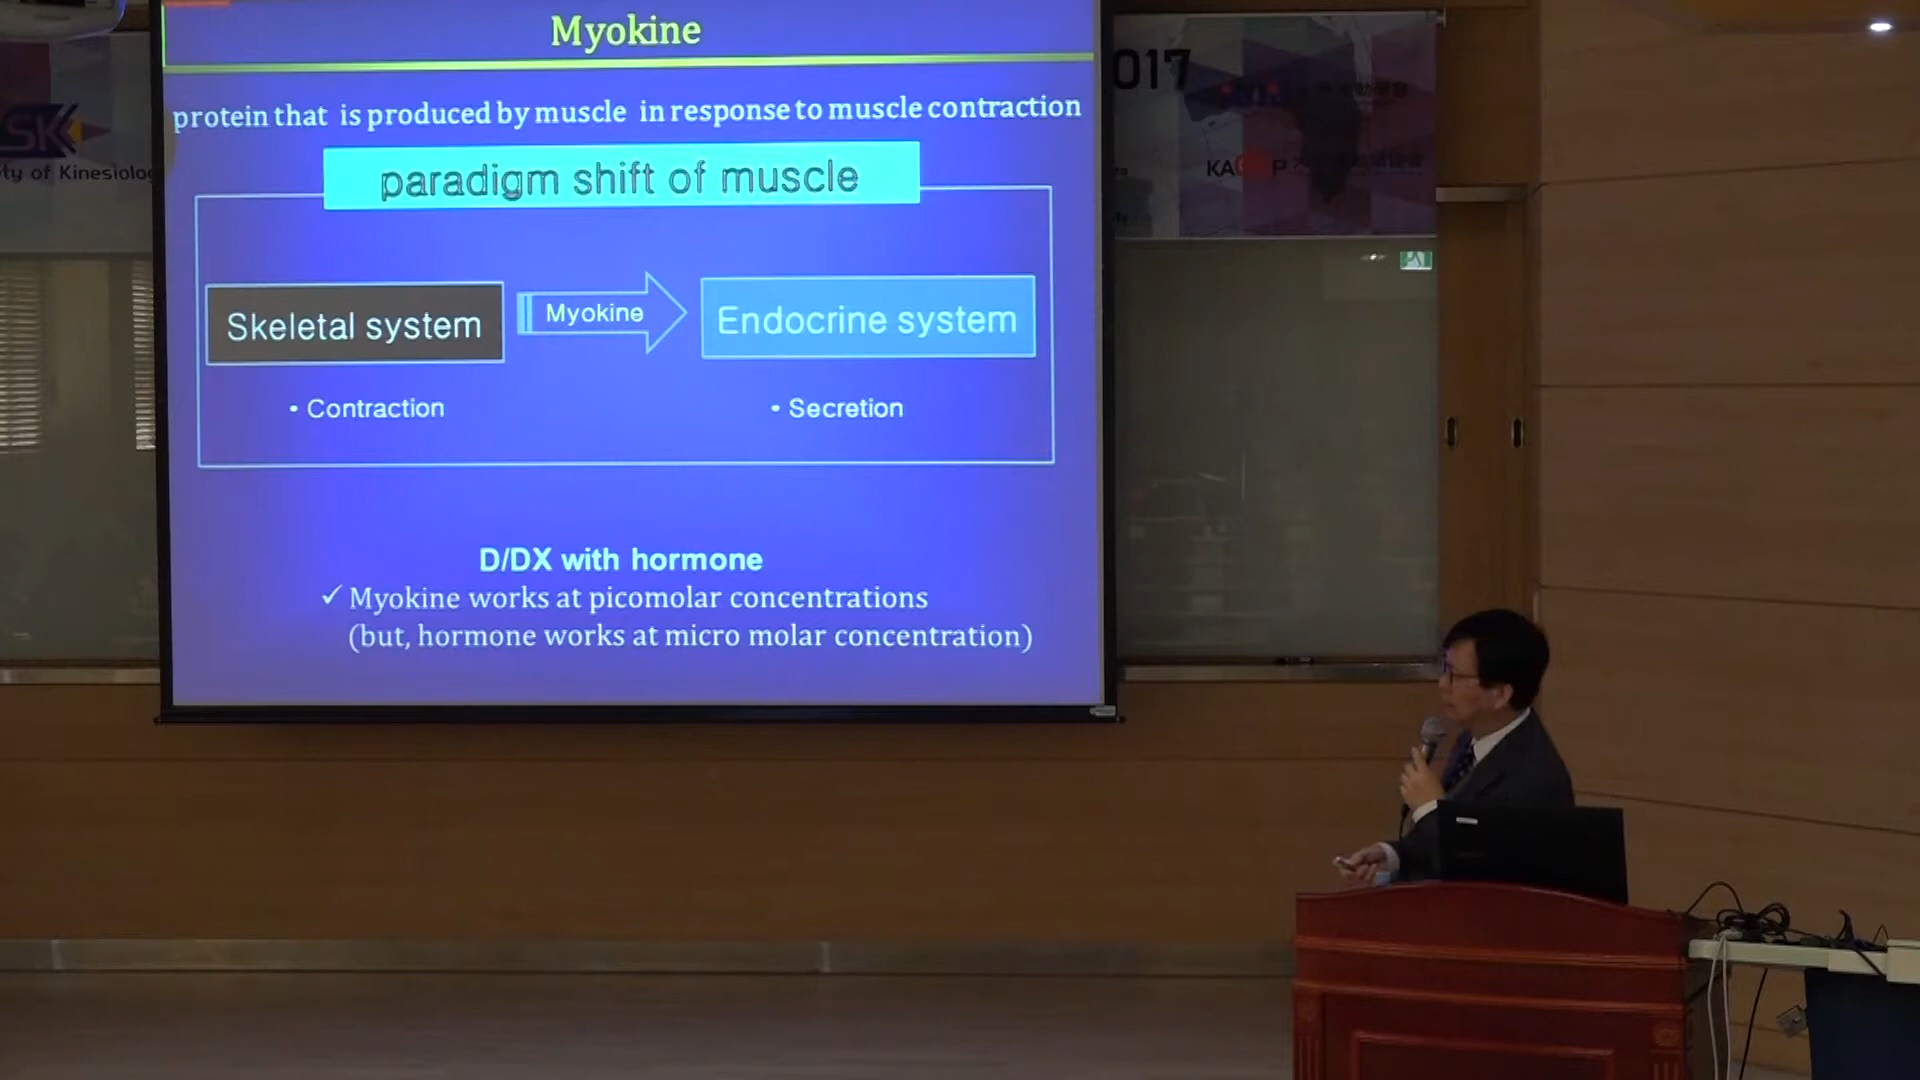 Myokine
protein that is produced by muscle in response to muscle contraction
paradigm shift of muscle
Skeletal system
Myokine
Endocrine system
• Contraction
• Secretion
D/DX with hormone
✓ Myokine works at picomolar concentrations
(but, hormone works at micro molar concentration)
SK
ty of Kinesiolo
017
KA
P